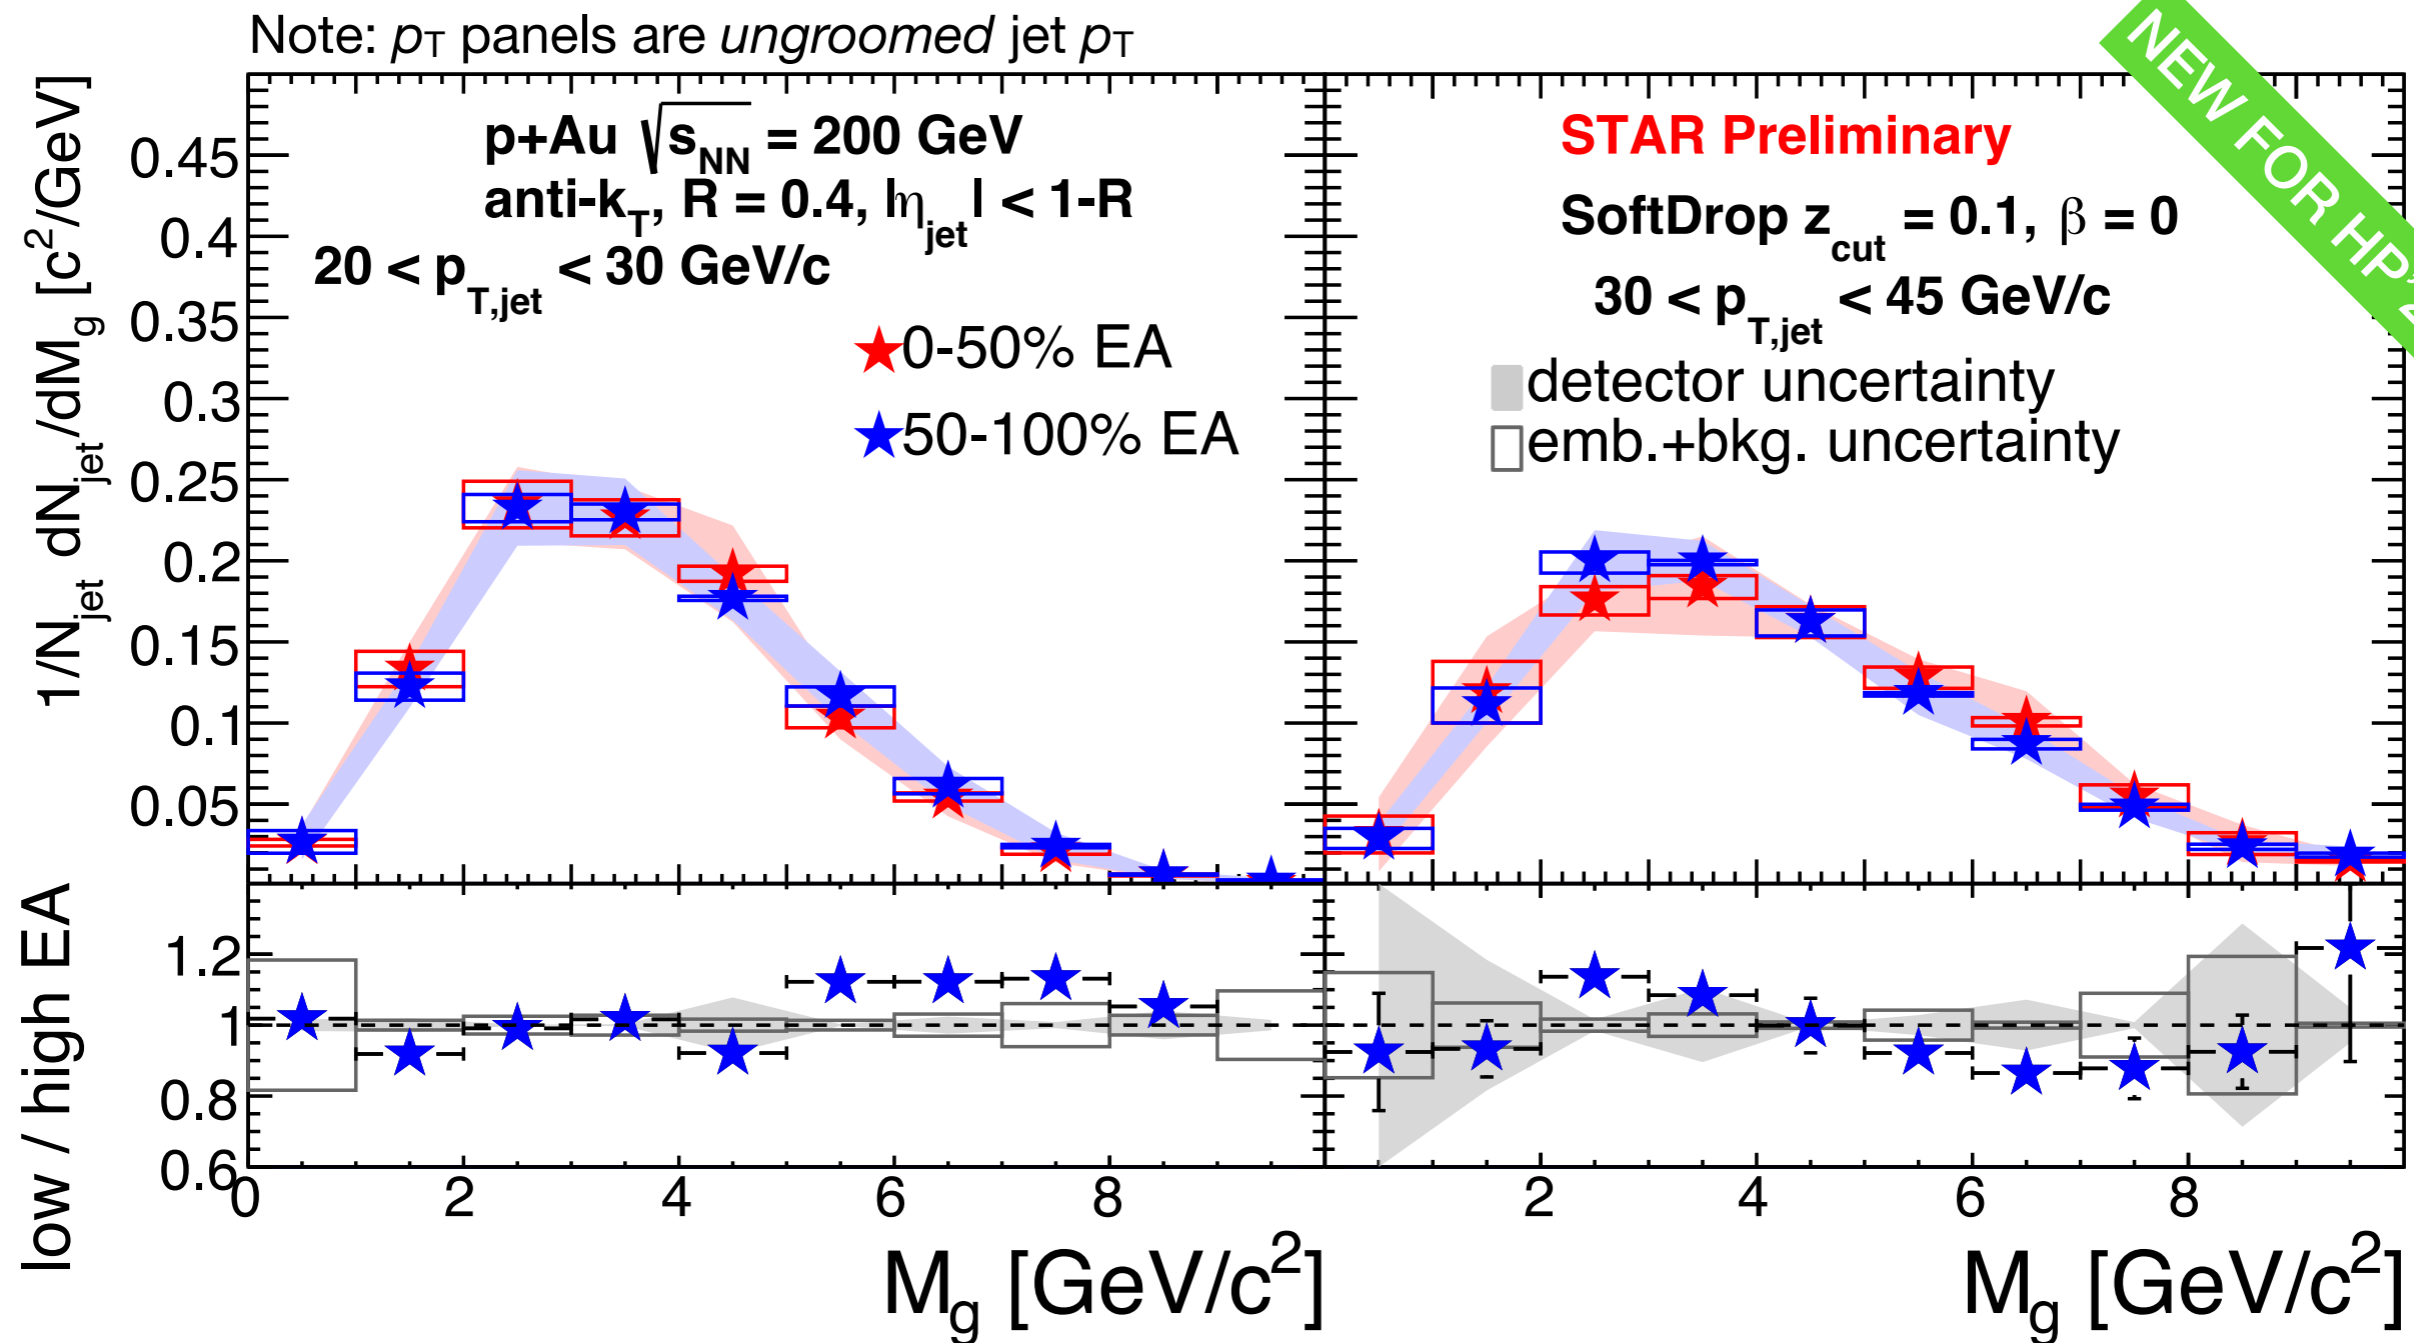 Note: pT panels are ungroomed jet pT
NEW FOR HP'2
p+Au √sNN = 200 GeV
anti-kT, R = 0.4, |ηjet| < 1-R
20 < pT,jet < 30 GeV/c
★0-50% EA
★50-100% EA
STAR Preliminary
SoftDrop zcut = 0.1, β = 0
30 < pT,jet < 45 GeV/c
detector uncertainty
emb.+bkg. uncertainty
1/Njet dNjet/dMg [c²/GeV]
0.45
0.4
0.35
0.3
0.25
0.2
0.15
0.1
0.05
low / high EA
1.2
1
0.8
0.6
0 2 4 6 8
2 4 6 8
Mg [GeV/c²]
Mg [GeV/c²]